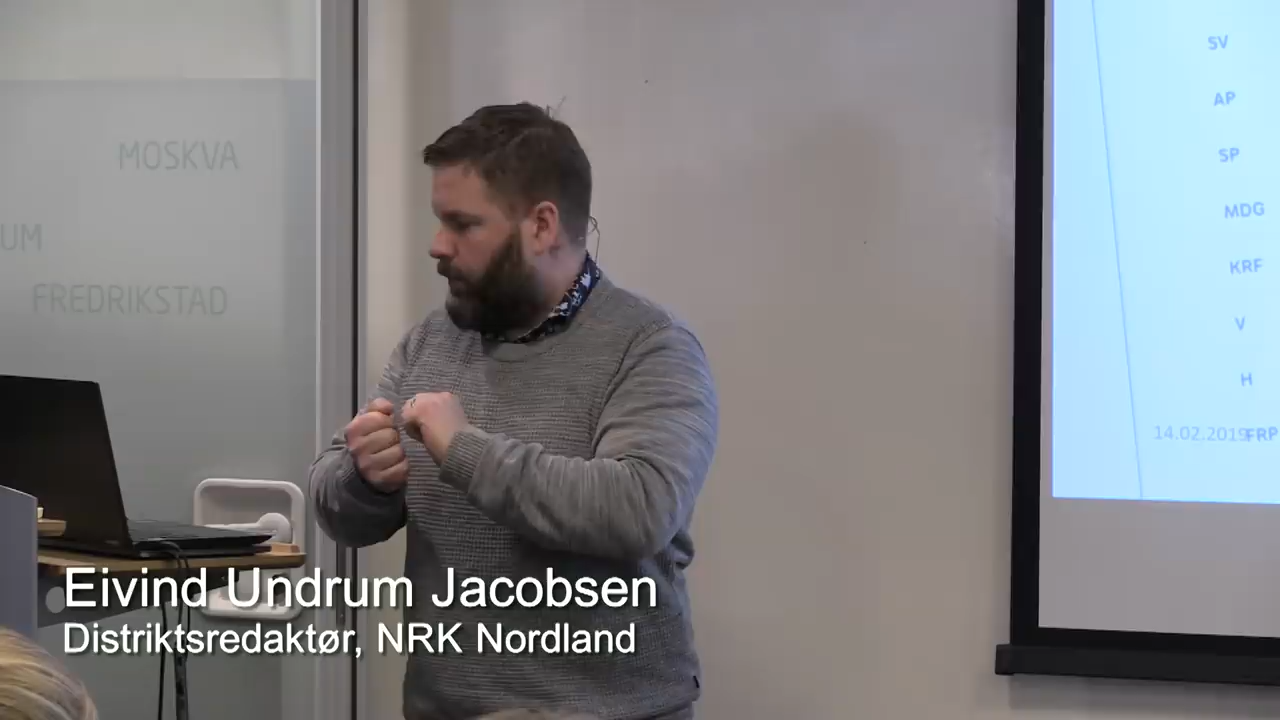 MOSKVA
UM
FREDRIKSTAD
SV
AP
SP
MDG
KRF
V
H
14.02.2019 FRP
Eivind Undrum Jacobsen
Distriktsredaktør, NRK Nordland